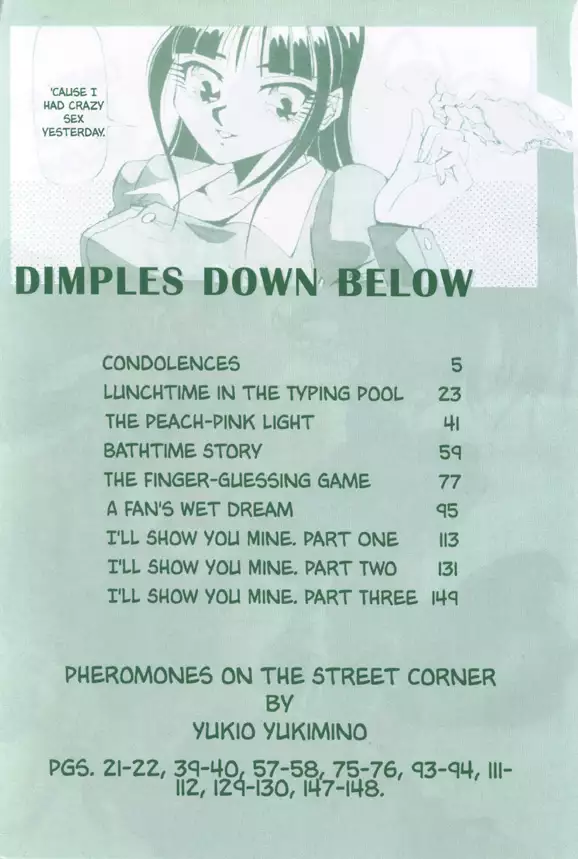 'CAUSE I
HAD CRAZY
SEX
YESTERDAY.
DIMPLES DOWN BELOW
CONDOLENCES 5
LUNCHTIME IN THE TYPING POOL 23
THE PEACH-PINK LIGHT 41
BATHTIME STORY 59
THE FINGER-GUESSING GAME 77
A FAN'S WET DREAM 95
I'LL SHOW YOU MINE. PART ONE 113
I'LL SHOW YOU MINE. PART TWO 131
I'LL SHOW YOU MINE. PART THREE 149
PHEROMONES ON THE STREET CORNER
BY
YUKIO YUKIMINO
PGS. 21-22, 39-40, 57-58, 75-76, 93-94, 111-
112, 129-130, 147-148.